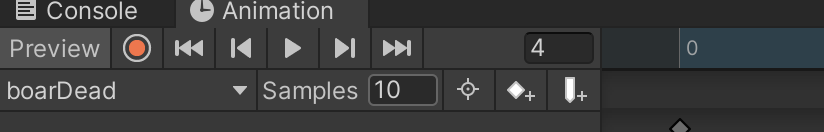 Console Animation
Preview 4 0
boarDead Samples 10